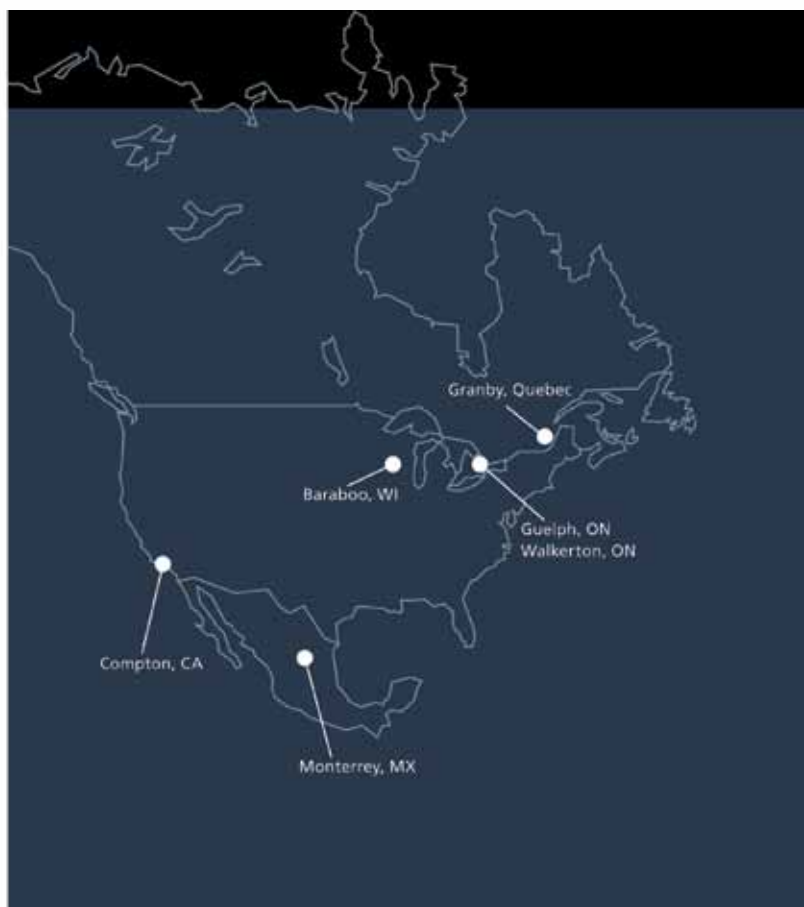 Granby, Quebec
Baraboo, WI
Guelph, ON
Walkerton, ON
Compton, CA
Monterrey, MX